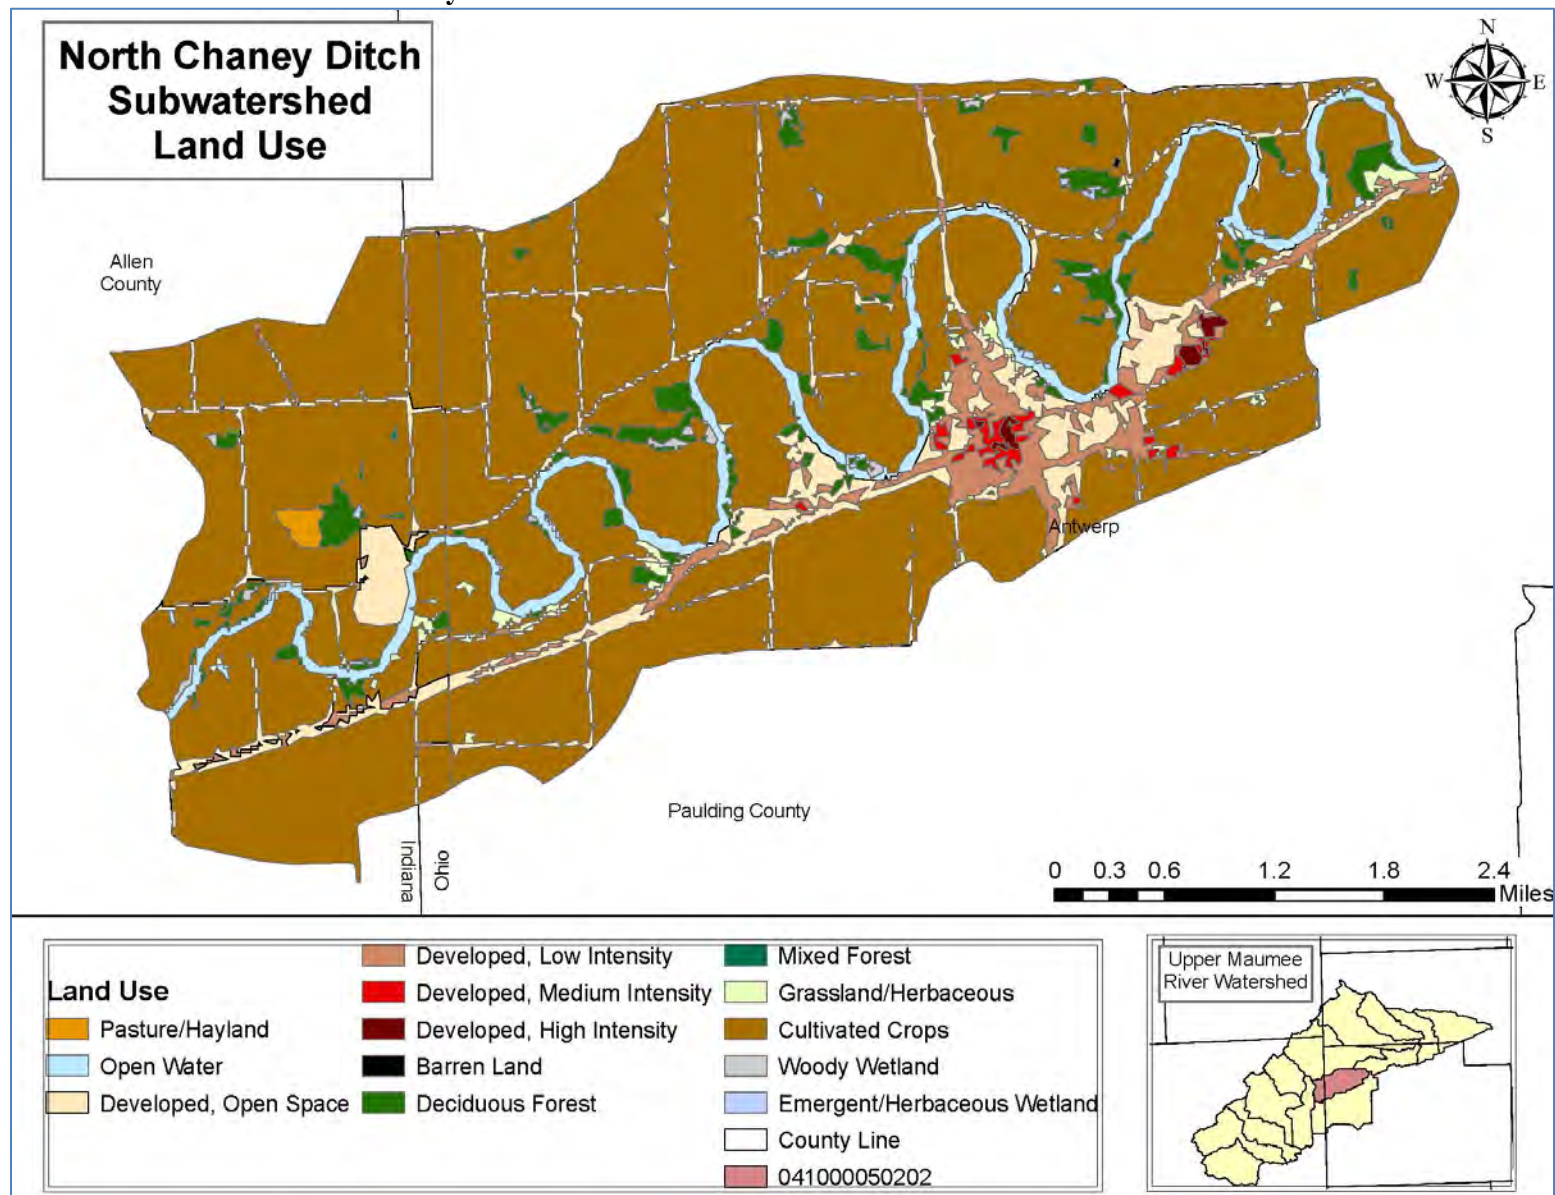 North Chaney Ditch
Subwatershed
Land Use
N
W
E
S
Allen
County
Antwerp
Paulding County
Indiana
Ohio
0 0.3 0.6 1.2 1.8 2.4
Miles
Land Use
Pasture/Hayland
Open Water
Developed, Open Space
Developed, Low Intensity
Developed, Medium Intensity
Developed, High Intensity
Barren Land
Deciduous Forest
Mixed Forest
Grassland/Herbaceous
Cultivated Crops
Woody Wetland
Emergent/Herbaceous Wetland
County Line
041000050202
Upper Maumee
River Watershed